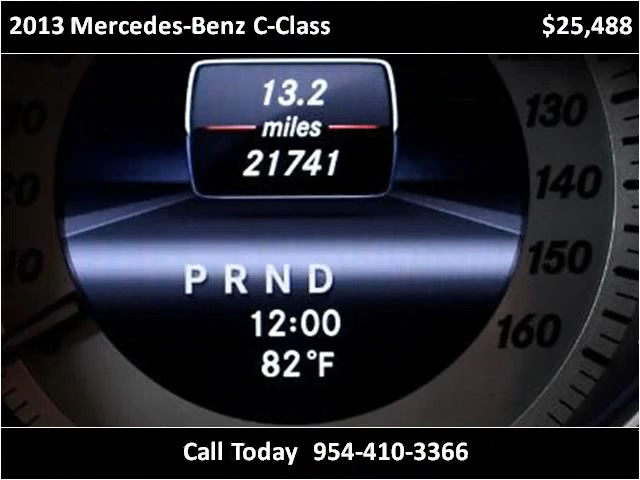 2013 Mercedes-Benz C-Class $25,488
13.2
miles
21741
130
140
150
160
P R N D
12:00
82°F
Call Today 954-410-3366